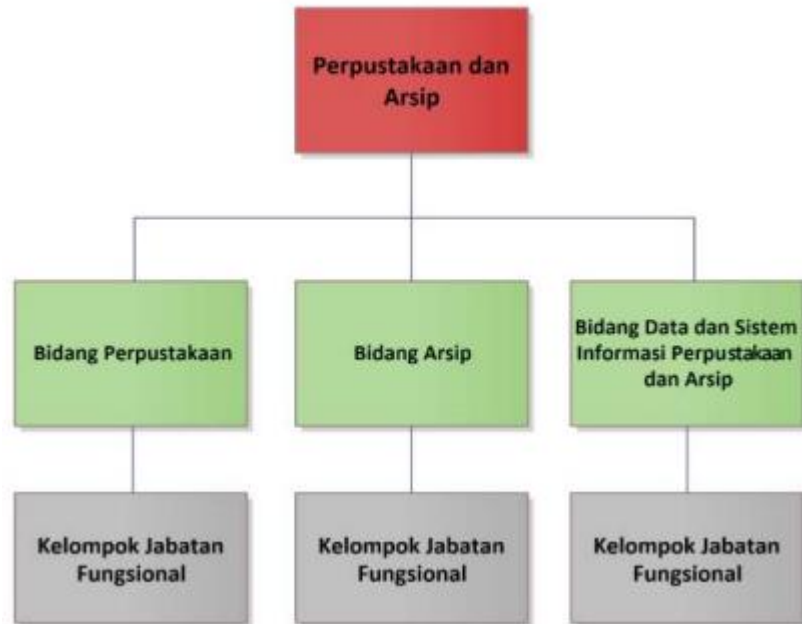 Perpustakaan dan
Arsip
Bidang Perpustakaan
Bidang Arsip
Bidang Data dan Sistem
Informasi Perpustakaan
dan Arsip
Kelompok Jabatan
Fungsional
Kelompok Jabatan
Fungsional
Kelompok Jabatan
Fungsional